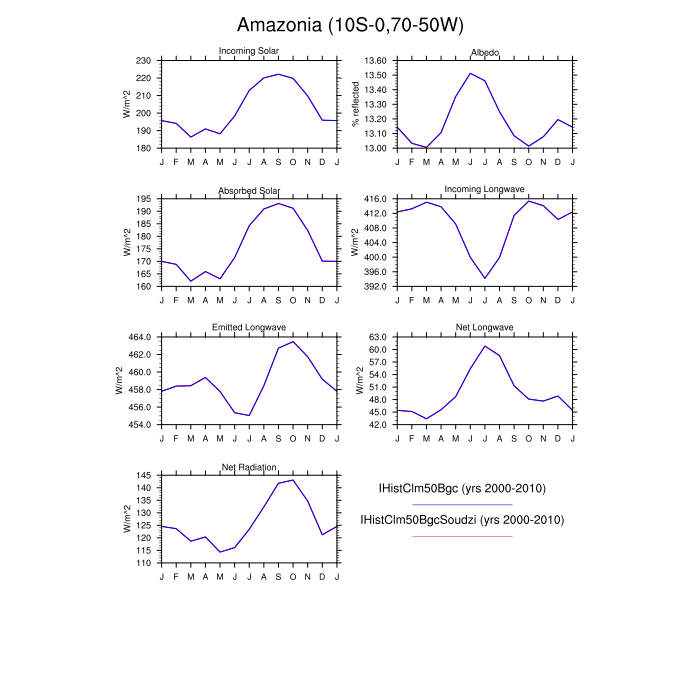 Amazonia (10S-0,70-50W)
Incoming Solar
W/m^2
230
220
210
200
190
180
J F M A M J J A S O N D J
Albedo
% reflected
13.60
13.50
13.40
13.30
13.20
13.10
13.00
J F M A M J J A S O N D J
Absorbed Solar
W/m^2
195
190
185
180
175
170
165
160
J F M A M J J A S O N D J
Incoming Longwave
W/m^2
416.0
412.0
408.0
404.0
400.0
396.0
392.0
J F M A M J J A S O N D J
Emitted Longwave
W/m^2
464.0
462.0
460.0
458.0
456.0
454.0
J F M A M J J A S O N D J
Net Longwave
W/m^2
63.0
60.0
57.0
54.0
51.0
48.0
45.0
42.0
J F M A M J J A S O N D J
Net Radiation
W/m^2
145
140
135
130
125
120
115
110
J F M A M J J A S O N D J
IHistClm50Bgc (yrs 2000-2010)
IHistClm50BgcSoudzi (yrs 2000-2010)